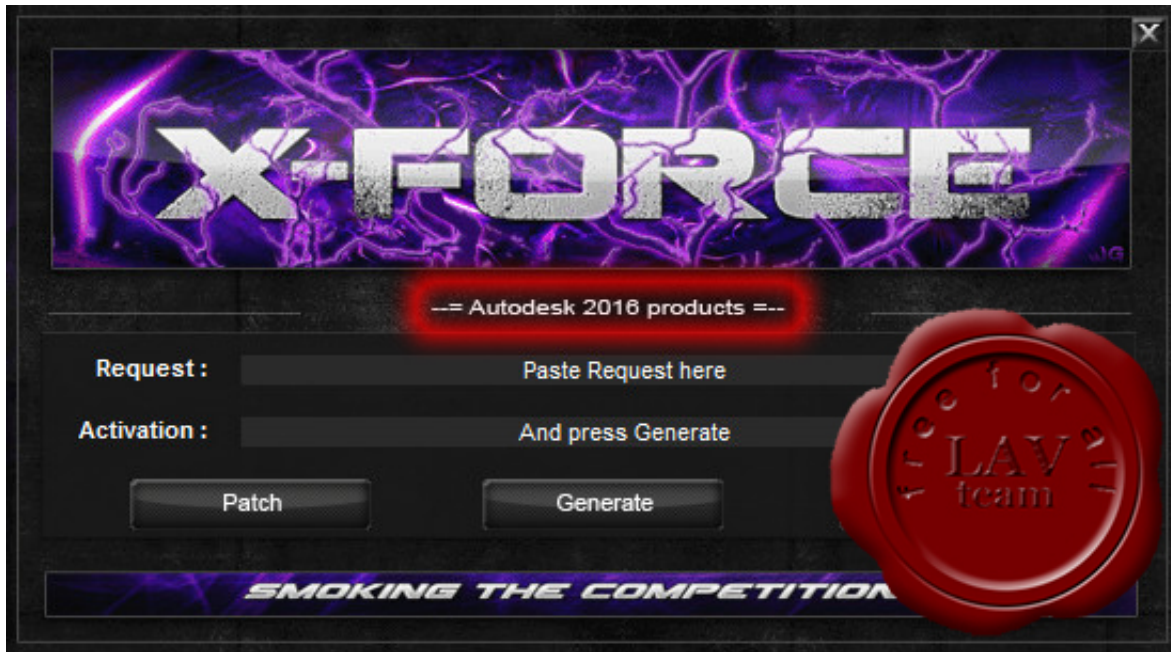 X
X-FORCE
JG
--= Autodesk 2016 products =--
Request :
Paste Request here
Activation :
And press Generate
Patch
Generate
free for all
LAV
team
SMOKING THE COMPETITION